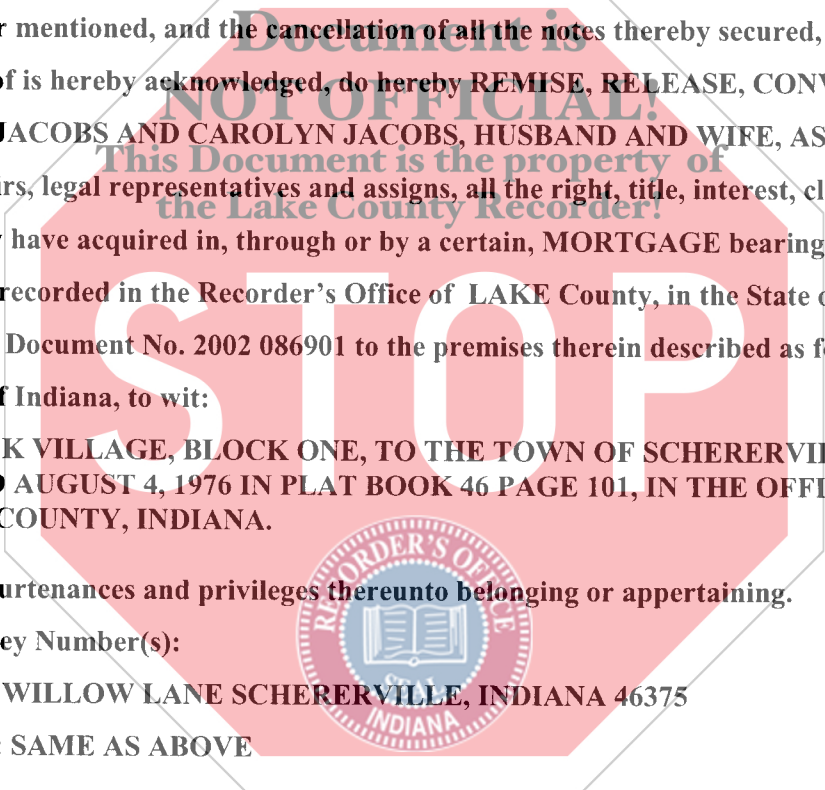 r mentioned, and the cancellation of all the notes thereby secured,
Document is
of is hereby acknowledged, do hereby REMISE, RELEASE, CONV
NOT OFFICIAL!
JACOBS AND CAROLYN JACOBS, HUSBAND AND WIFE, AS
This Document is the property of
irs, legal representatives and assigns, all the right, title, interest, cl
the Lake County Recorder!
y have acquired in, through or by a certain, MORTGAGE bearing
recorded in the Recorder's Office of LAKE County, in the State o
Document No. 2002 086901 to the premises therein described as fo
f Indiana, to wit:
STOP
K VILLAGE, BLOCK ONE, TO THE TOWN OF SCHERERVIL
AUGUST 4, 1976 IN PLAT BOOK 46 PAGE 101, IN THE OFFI
COUNTY, INDIANA.
urtenances and privileges thereunto belonging or appertaining.
ey Number(s):
WILLOW LANE SCHERERVILLE, INDIANA 46375
: SAME AS ABOVE
RECORDER'S OFFICE
SEAL
INDIANA